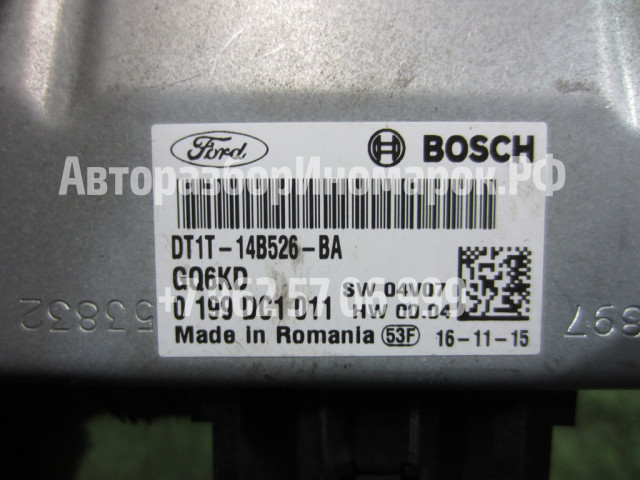 Ford BOSCH
АвторазборИномарок.РФ
DT1T-14B526-BA
GQ6KD SW 04V07
0 199 DC1 011 HW 00.04
Made in Romania 53F 16-11-15
53832